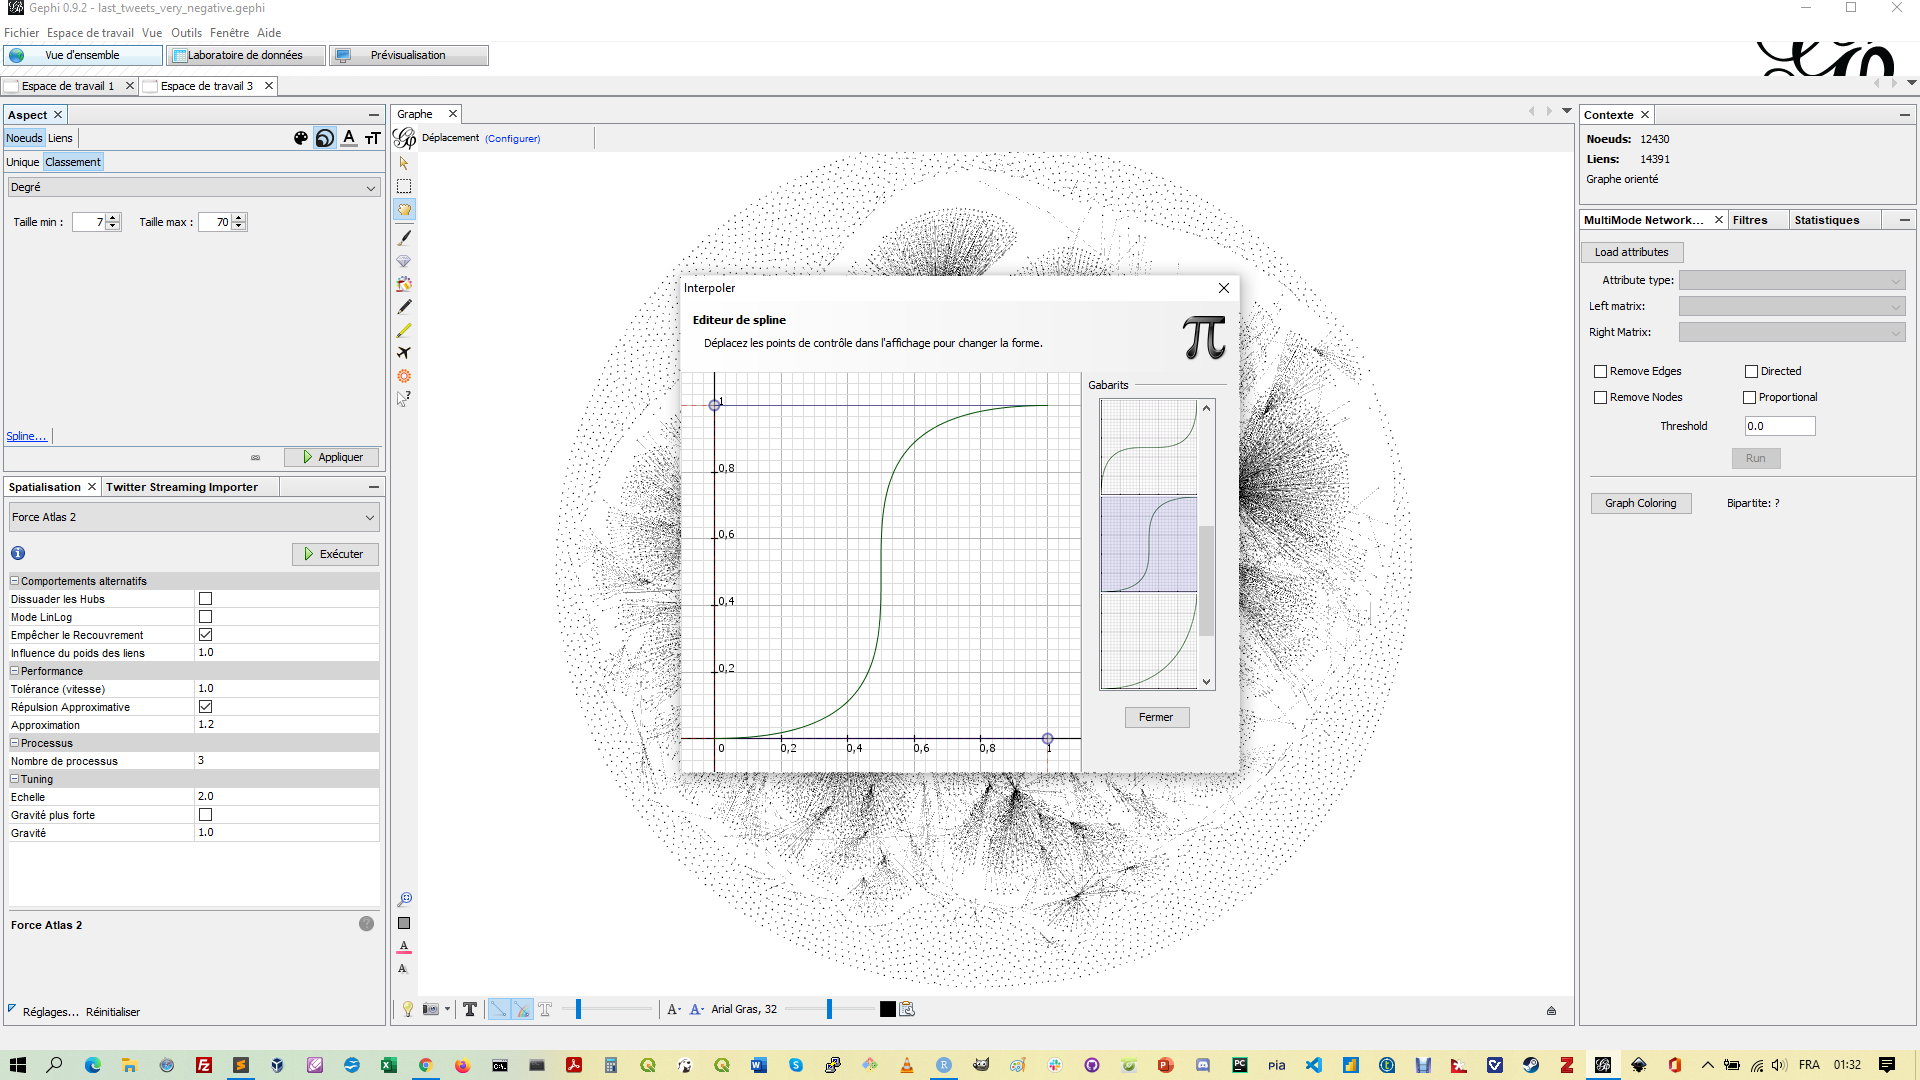 Gephi 0.9.2 - last_tweets_very_negative.gephi
Fichier Espace de travail Vue Outils Fenêtre Aide
Vue d'ensemble Laboratoire de données Prévisualisation
Espace de travail 1 Espace de travail 3
Aspect
Noeuds Liens
Unique Classement
Degré
Taille min : 7 Taille max : 70
Spline...
Appliquer
Spatialisation Twitter Streaming Importer
Force Atlas 2
Exécuter
Comportements alternatifs
Dissuader les Hubs
Mode LinLog
Empêcher le Recouvrement
Influence du poids des liens 1.0
Performance
Tolérance (vitesse) 1.0
Répulsion Approximative
Approximation 1.2
Processus
Nombre de processus 3
Tuning
Echelle 2.0
Gravité plus forte
Gravité 1.0
Force Atlas 2
Réglages... Réinitialiser
Graphe
Déplacement (Configurer)
Interpoler
Editeur de spline
Déplacez les points de contrôle dans l'affichage pour changer la forme.
π
1
0,8
0,6
0,4
0,2
0 0,2 0,4 0,6 0,8 1
Gabarits
Fermer
Arial Gras, 32
Contexte
Noeuds: 12430
Liens: 14391
Graphe orienté
MultiMode Network... Filtres Statistiques
Load attributes
Attribute type:
Left matrix:
Right Matrix:
Remove Edges Directed
Remove Nodes Proportional
Threshold 0.0
Run
Graph Coloring Bipartite: ?
pia FRA 01:32